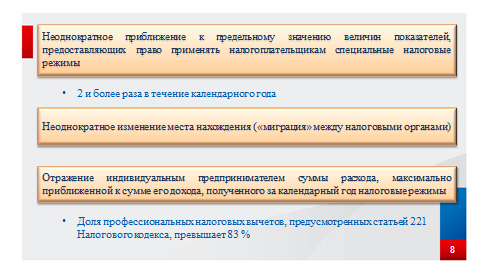 Неоднократное приближение к предельному значению величин показателей,
предоставляющих право применять налогоплательщикам специальные налоговые
режимы
• 2 и более раза в течение календарного года
Неоднократное изменение места нахождения («миграция» между налоговыми органами)
Отражение индивидуальным предпринимателем суммы расхода, максимально
приближенной к сумме его дохода, полученного за календарный год налоговые режимы
• Доля профессиональных налоговых вычетов, предусмотренных статьей 221
Налогового кодекса, превышает 83 %
8